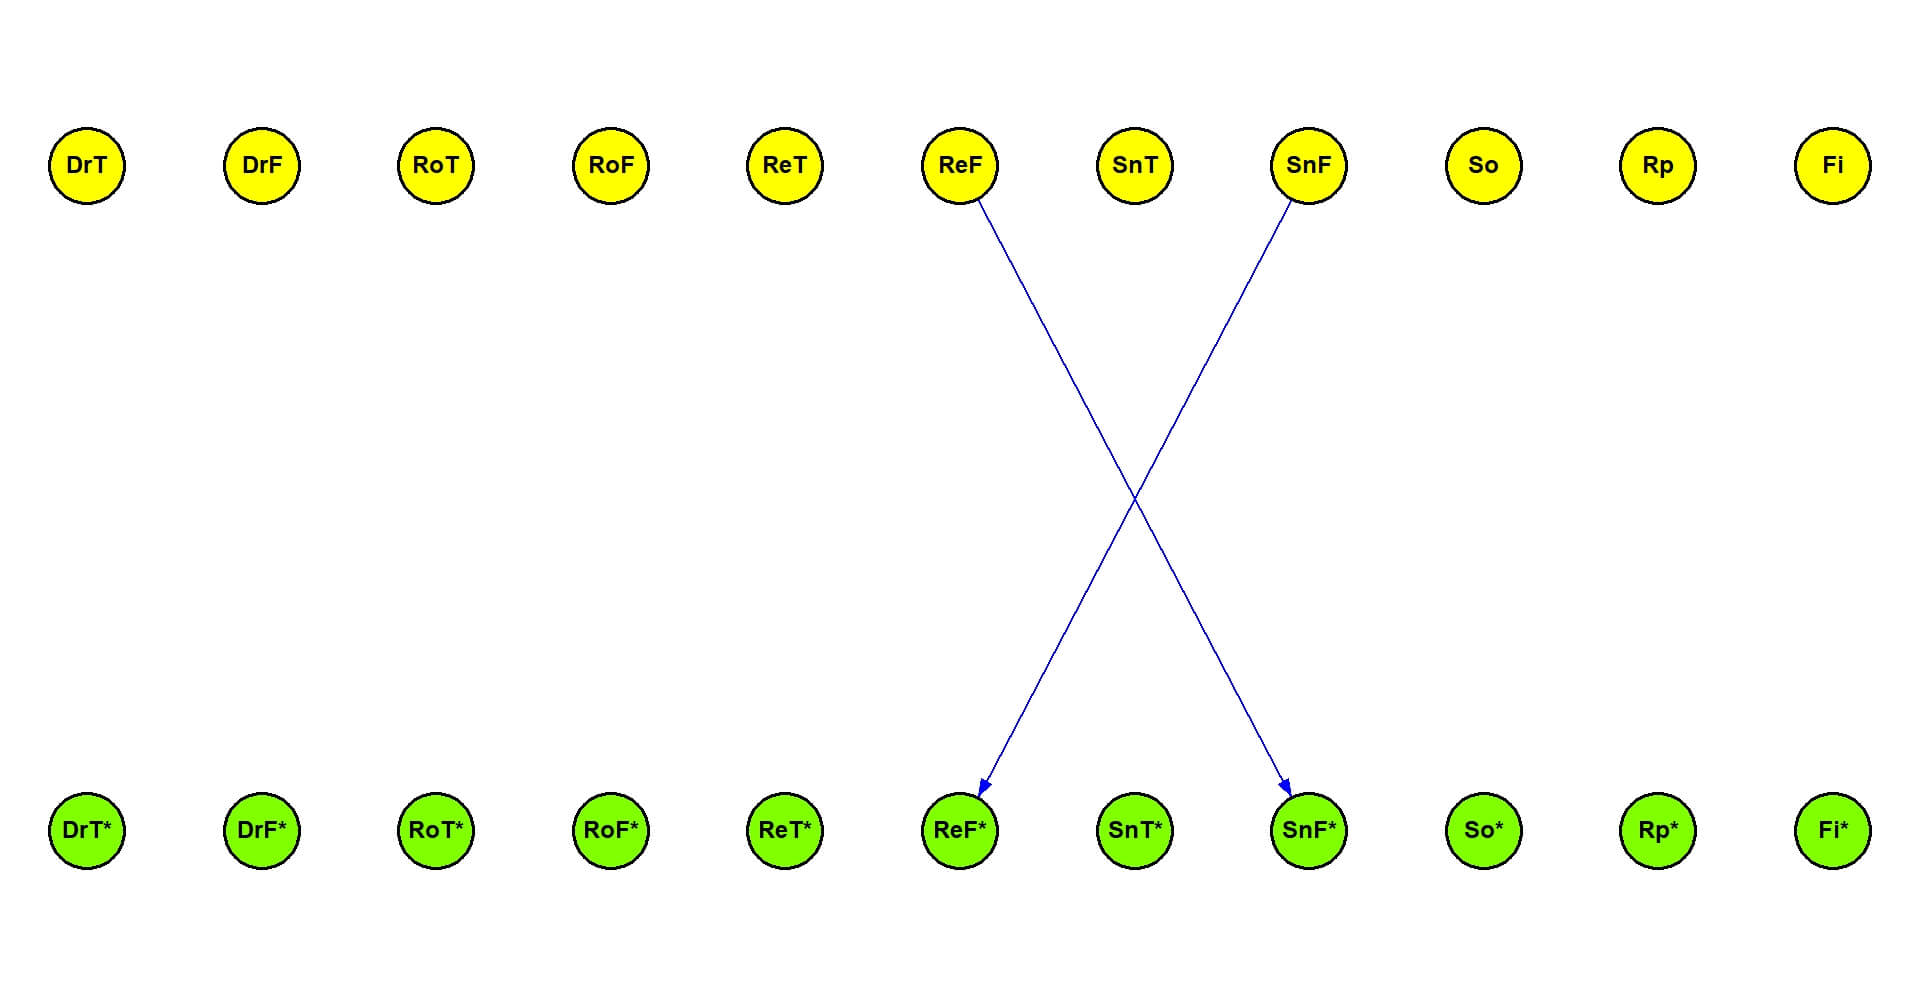 DrT DrF RoT RoF ReT ReF SnT SnF So Rp Fi
DrT* DrF* RoT* RoF* ReT* ReF* SnT* SnF* So* Rp* Fi*